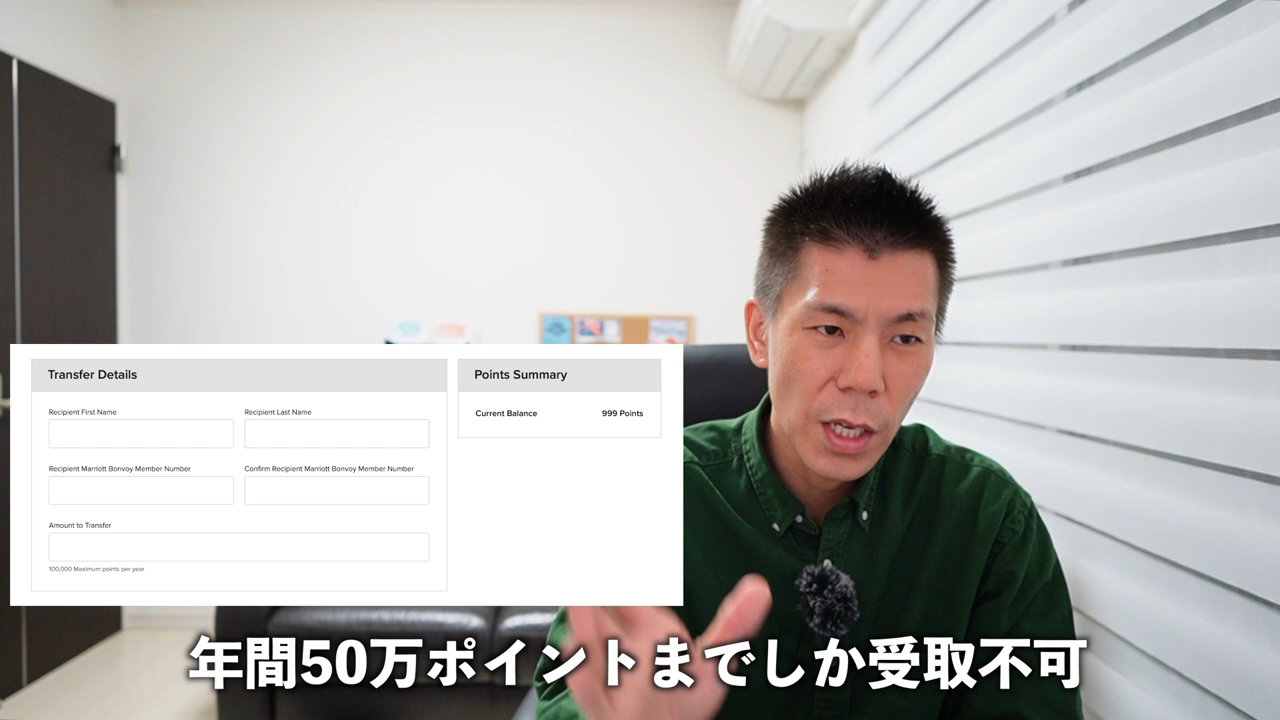 Transfer Details
Points Summary
Recipient First Name
Recipient Last Name
Current Balance
999 Points
Recipient Marriott Bonvoy Member Number
Confirm Recipient Marriott Bonvoy Member Number
Amount to Transfer
100,000 Maximum points per year
年間50万ポイントまでしか受取不可